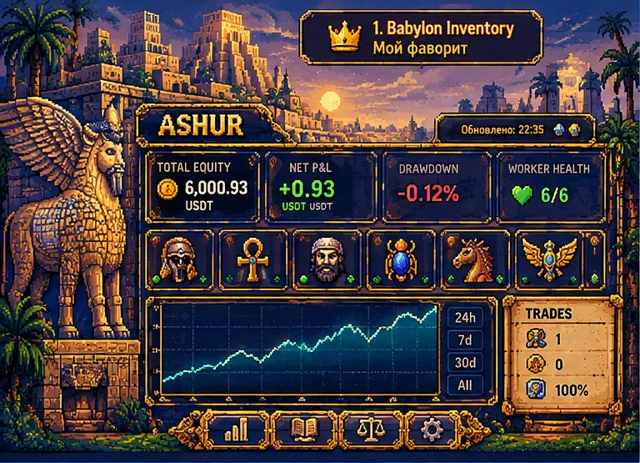 1. Babylon Inventory
Мой фаворит
ASHUR
Обновлено: 22:35
TOTAL EQUITY
6,000.93
USDT
NET P&L
+0.93
USDT USDT
DRAWDOWN
-0.12%
WORKER HEALTH
6/6
24h
7d
30d
All
TRADES
1
0
100%